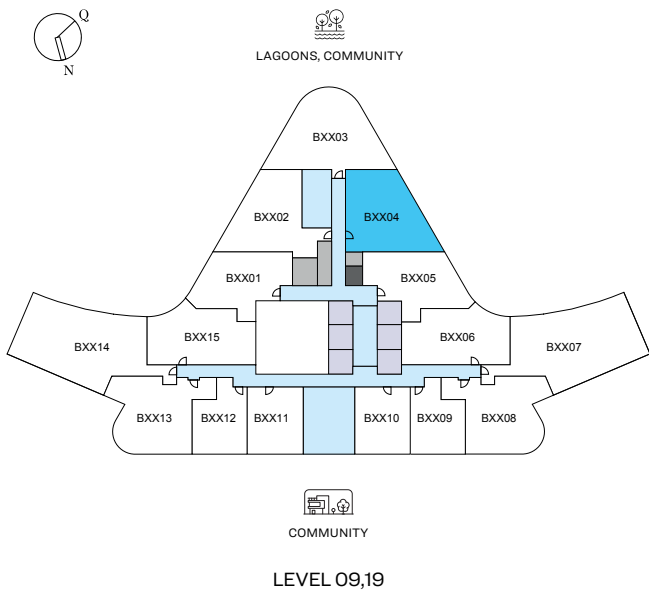 Q
N
LAGOONS, COMMUNITY
BXX03
BXX02
BXX04
BXX01
BXX05
BXX14
BXX15
BXX06
BXX07
BXX13
BXX12
BXX11
BXX10
BXX09
BXX08
COMMUNITY
LEVEL 09,19